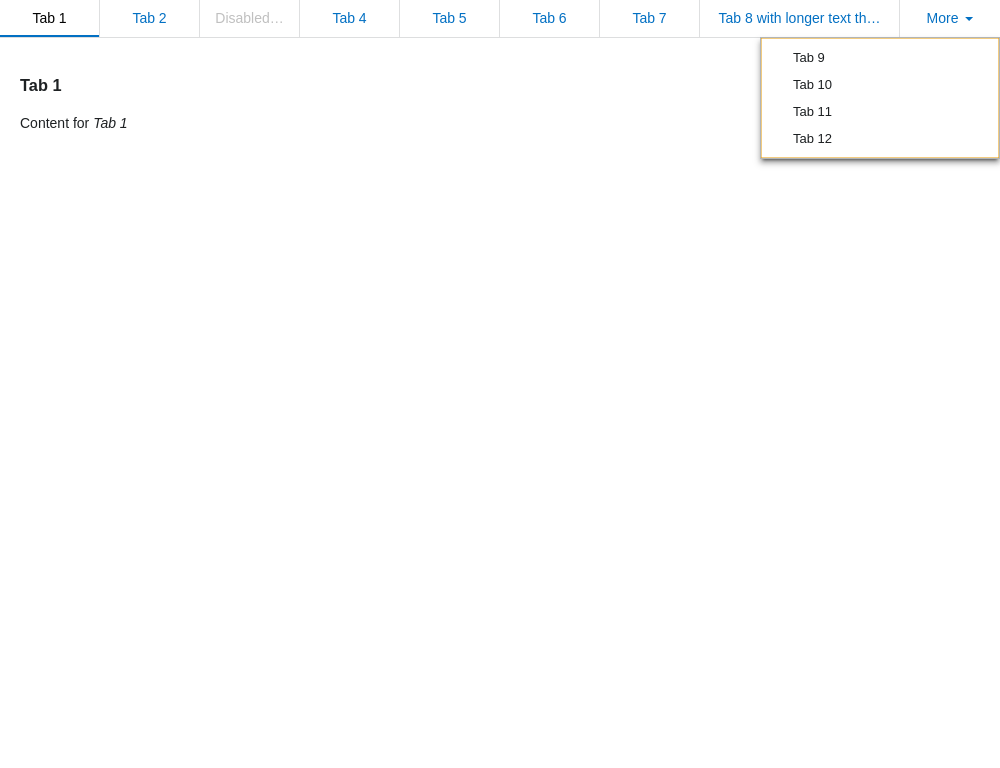 Tab 1 Tab 2 Disabled… Tab 4 Tab 5 Tab 6 Tab 7 Tab 8 with longer text th… More
Tab 9
Tab 10
Tab 11
Tab 12
Tab 1
Content for Tab 1